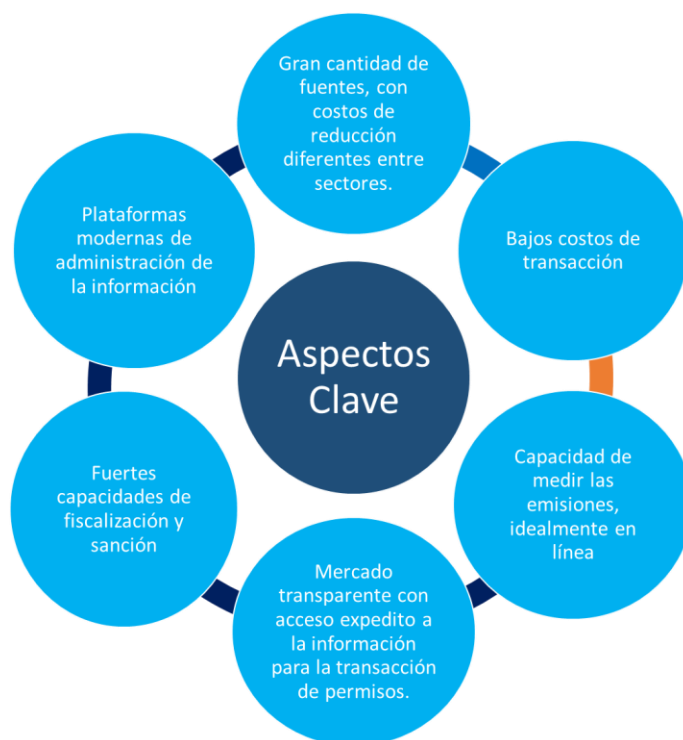 Gran cantidad de
fuentes, con
costos de
reducción
diferentes entre
sectores.
Bajos costos de
transacción
Capacidad de
medir las
emisiones,
idealmente en
línea
Mercado
transparente con
acceso expedito a
la información
para la transacción
de permisos.
Fuertes
capacidades de
fiscalización y
sanción
Plataformas
modernas de
administración de
la información
Aspectos
Clave